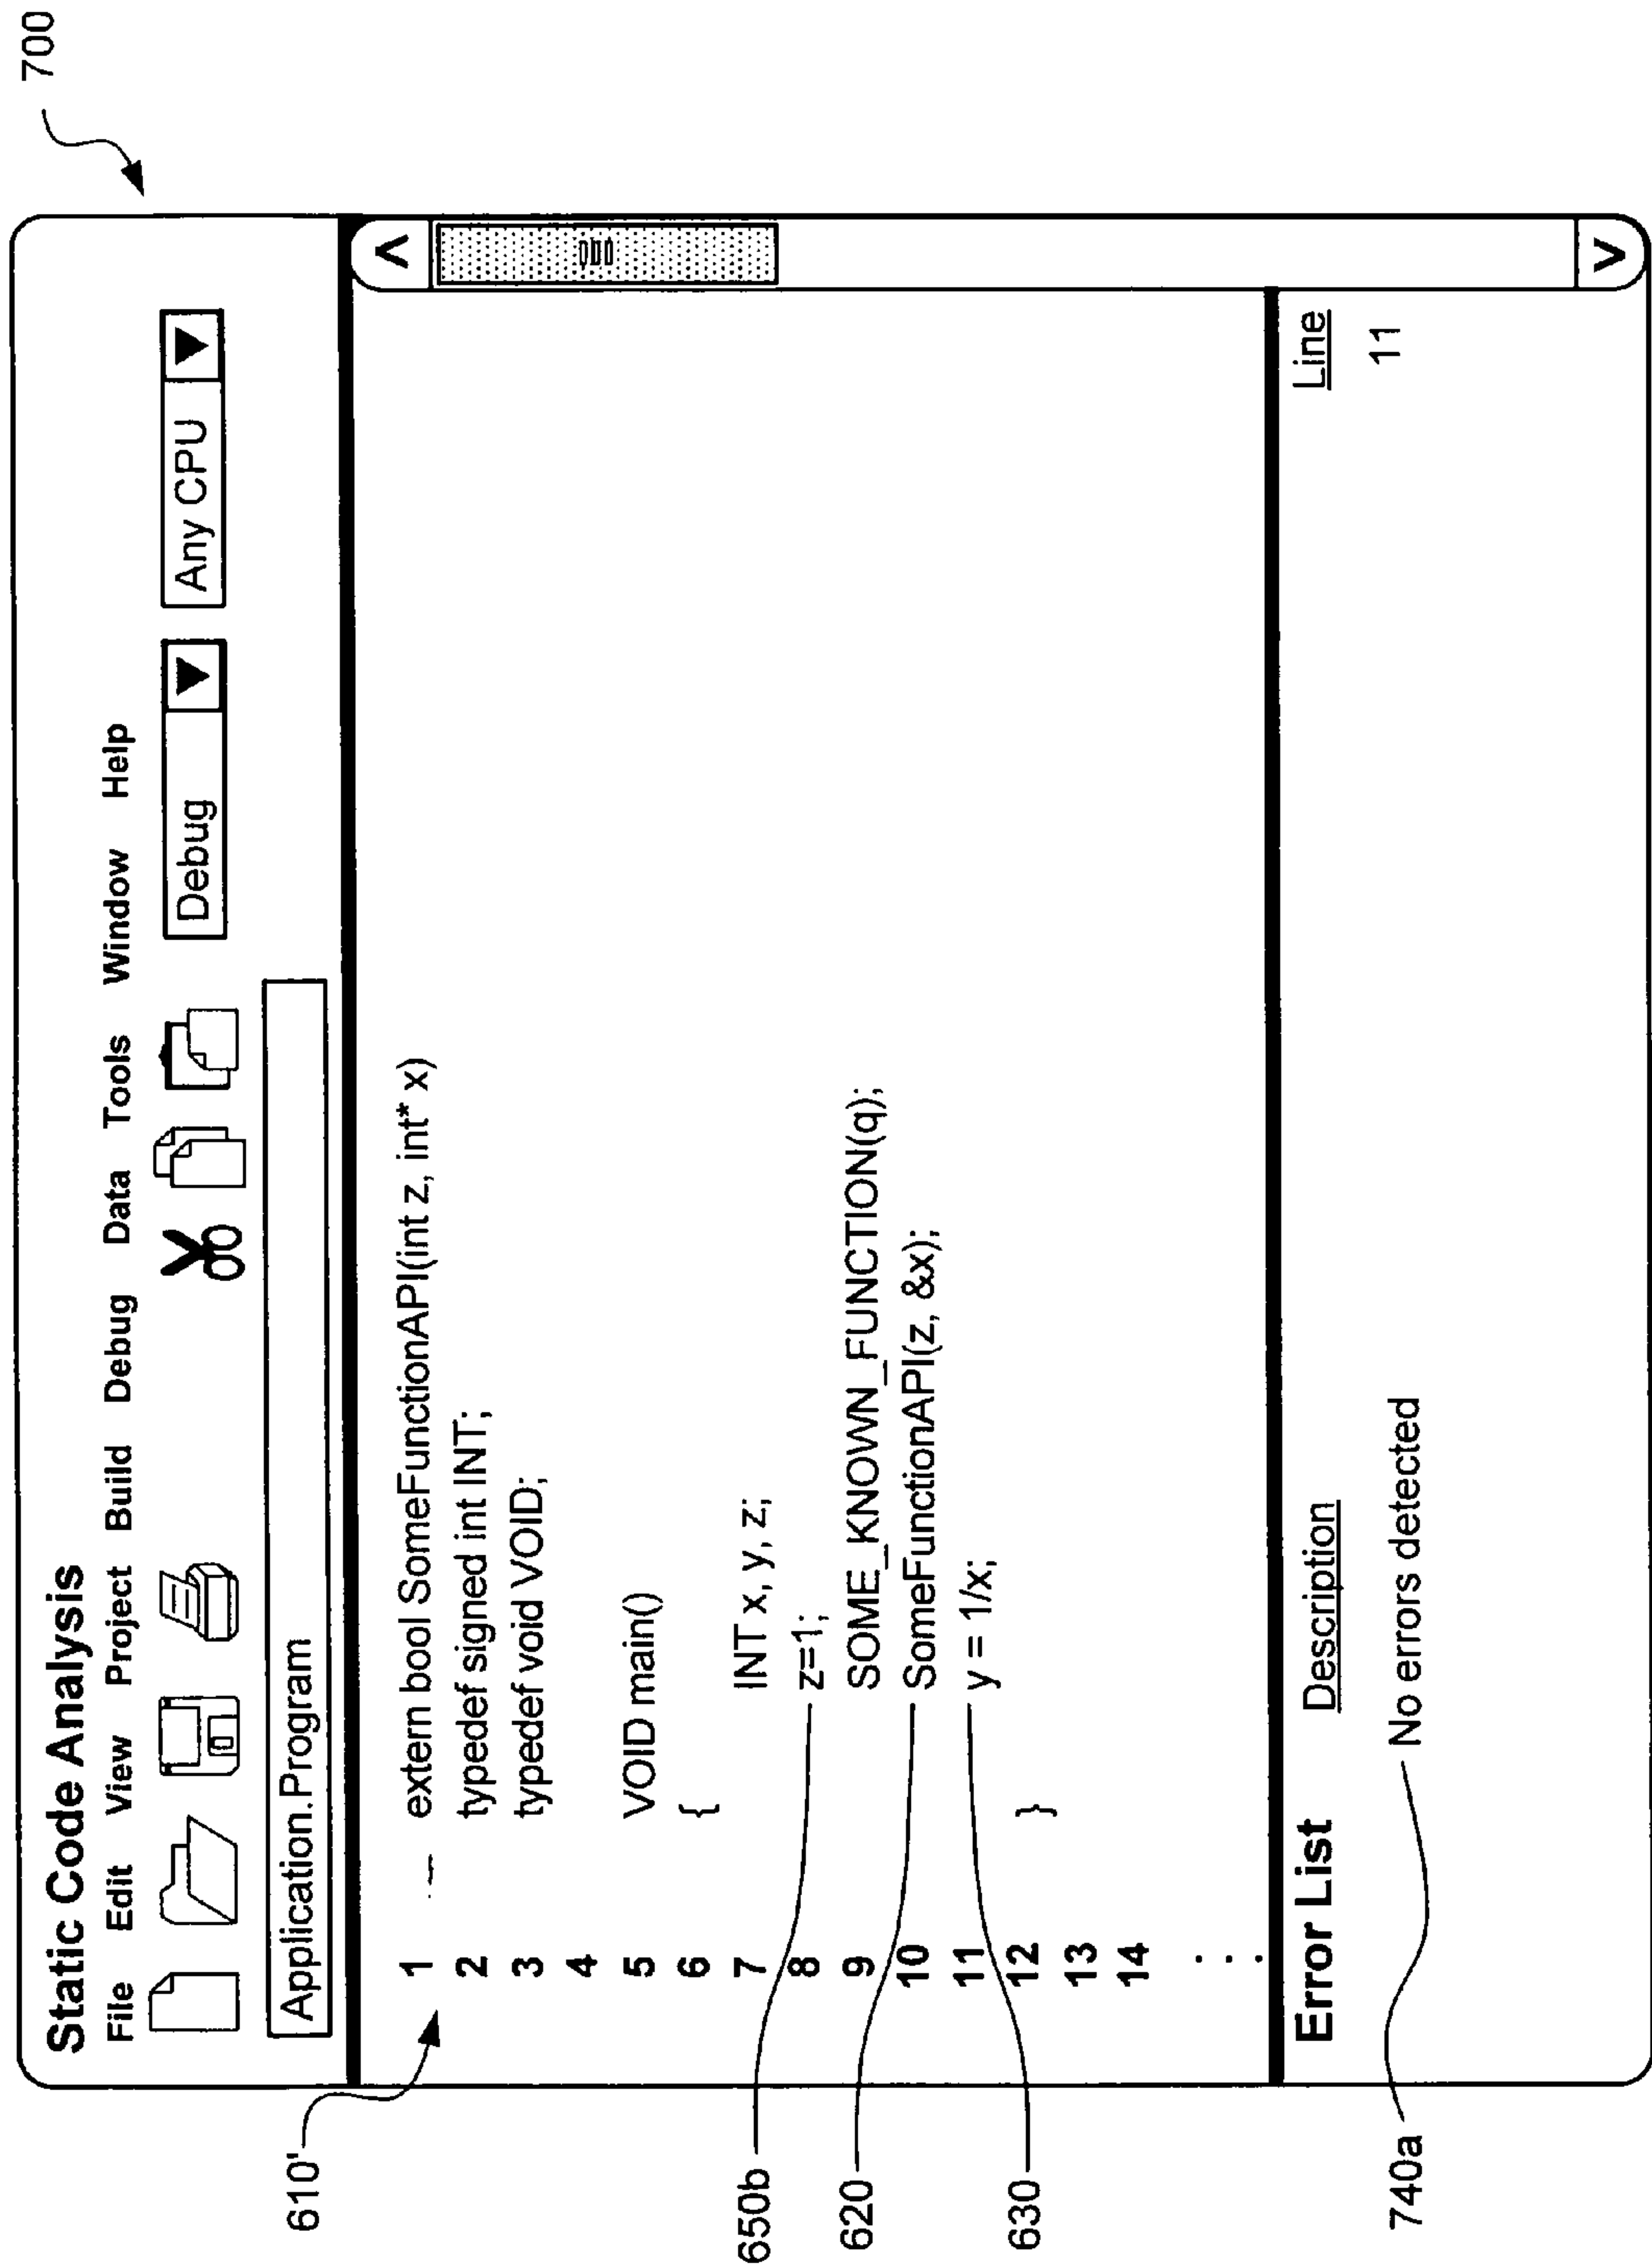 700
Static Code Analysis
File Edit View Project Build Debug Data Tools Window Help
Debug Any CPU
Application.Program
610'
1 extern bool SomeFunctionAPI(int z, int* x)
2 typedef signed int INT;
3 typedef void VOID;
4
5 VOID main()
6 {
7 INT x, y, z;
650b 8 z=1;
9 SOME_KNOWN_FUNCTION(q);
620 10 SomeFunctionAPI(z, &x);
630 11 y = 1/x;
12 }
13
14
Error List Description Line
740a No errors detected 11